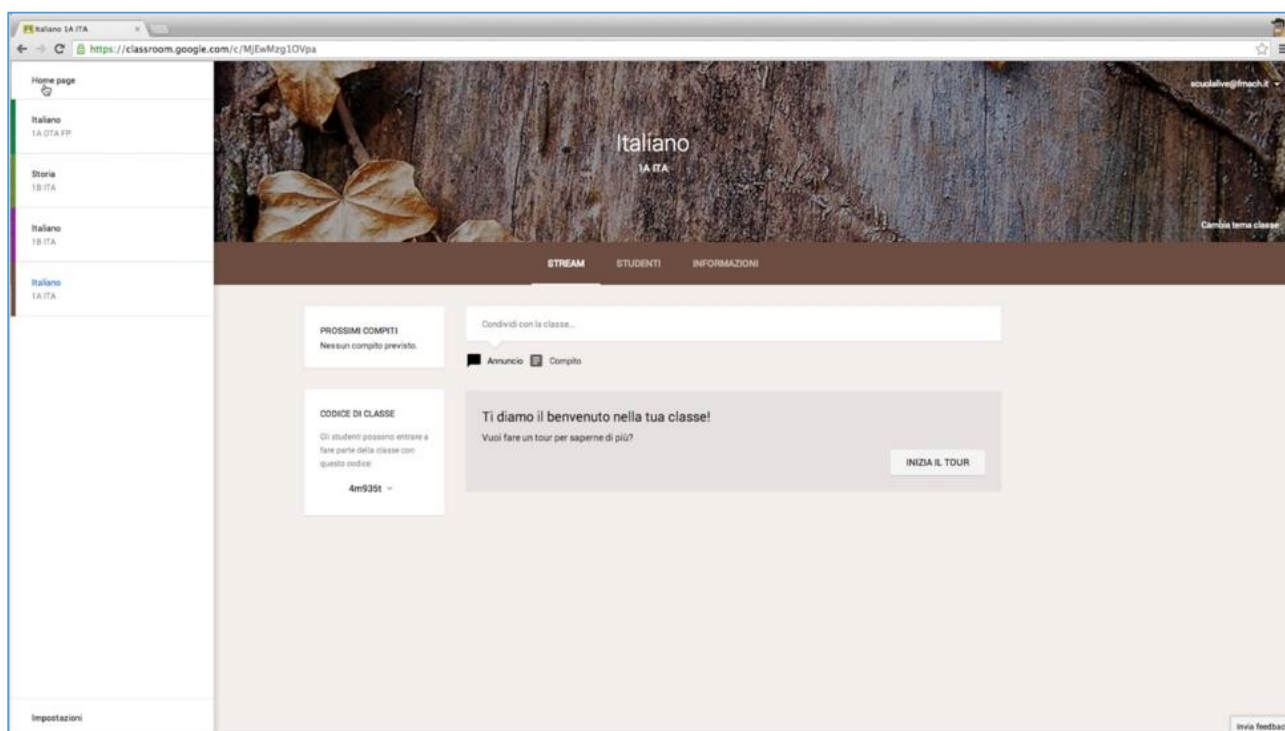 Italiano 1A ITA
https://classroom.google.com/c/MjEwMzg1OVpa
Home page
Italiano
1A OTA FP
Storia
1B ITA
Italiano
1B ITA
Italiano
1A ITA
Impostazioni
scuolalive@fmach.it
Italiano
1A ITA
Cambia tema classe
STREAM STUDENTI INFORMAZIONI
PROSSIMI COMPITI
Nessun compito previsto.
Condividi con la classe...
Annuncio Compito
CODICE DI CLASSE
Gli studenti possono entrare a
fare parte della classe con
questo codice:
4m935t
Ti diamo il benvenuto nella tua classe!
Vuoi fare un tour per saperne di più?
INIZIA IL TOUR
Invia feedbac